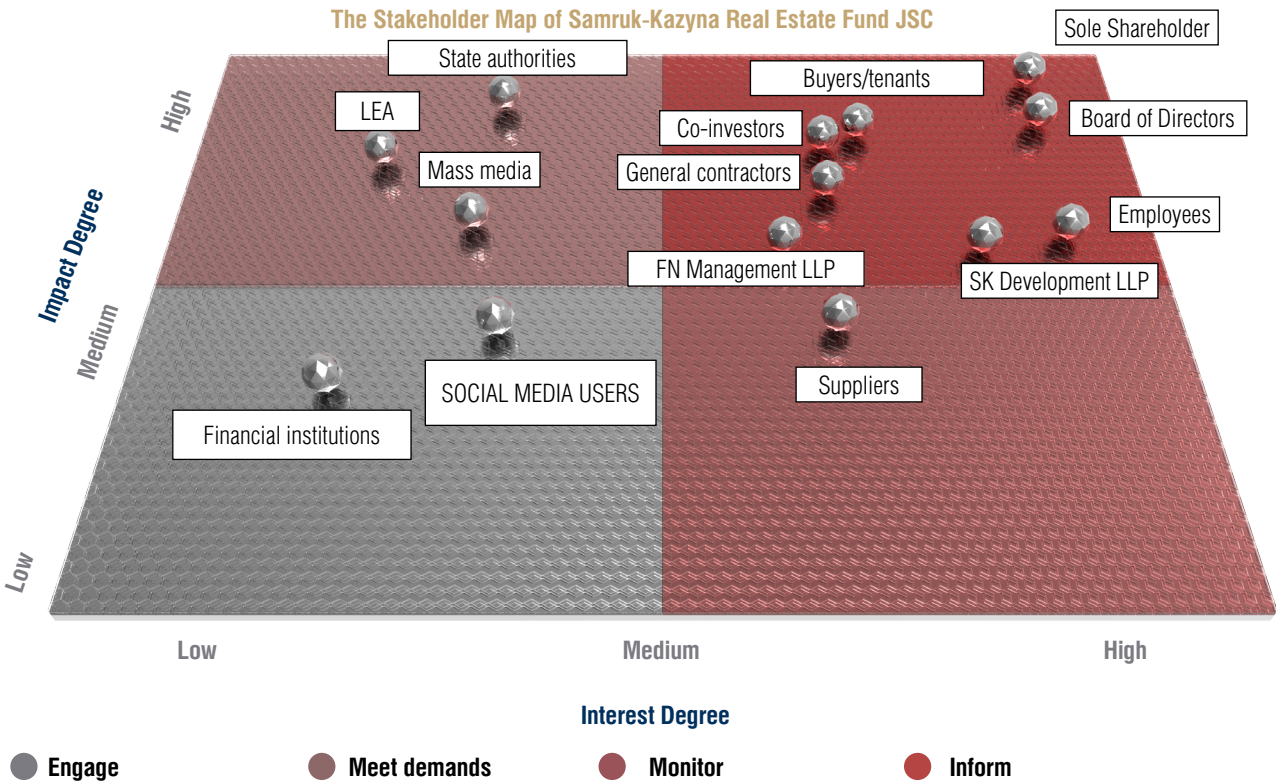 The Stakeholder Map of Samruk-Kazyna Real Estate Fund JSC
Sole Shareholder
State authorities
Buyers/tenants
High
LEA
Co-investors
Board of Directors
Mass media
General contractors
Impact Degree
Employees
FN Management LLP
SK Development LLP
Medium
SOCIAL MEDIA USERS
Suppliers
Financial institutions
Low
Low
Medium
High
Interest Degree
Engage
Meet demands
Monitor
Inform